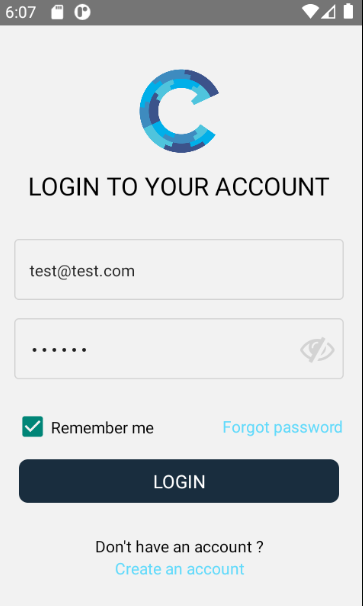 6:07
LOGIN TO YOUR ACCOUNT
test@test.com
••••••
Remember me
Forgot password
LOGIN
Don't have an account ?
Create an account